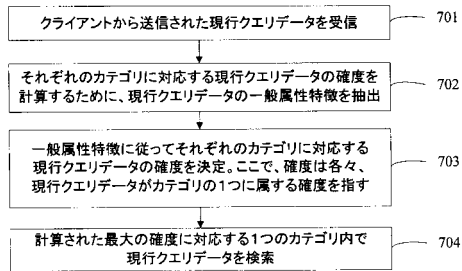 クライアントから送信された現行クエリデータを受信
701
それぞれのカテゴリに対応する現行クエリデータの確度を
計算するために、現行クエリデータの一般属性特徴を抽出
702
一般属性特徴に従ってそれぞれのカテゴリに対応する
現行クエリデータの確度を決定。ここで、確度は各々、
現行クエリデータがカテゴリの1つに属する確度を指す
703
計算された最大の確度に対応する1つのカテゴリ内で
現行クエリデータを検索
704